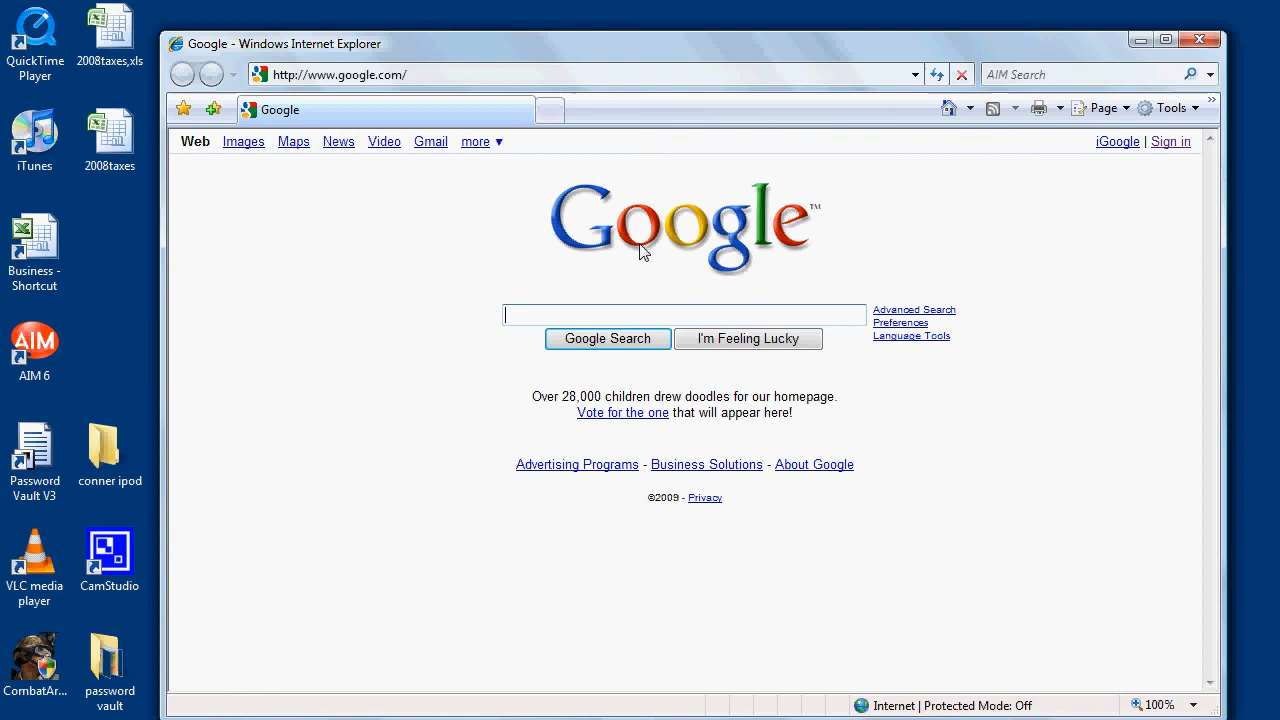 QuickTime
Player
2008taxes,xls
iTunes
2008taxes
Business -
Shortcut
AIM
AIM 6
Password
Vault V3
conner ipod
VLC media
player
CamStudio
CombatAr...
password
vault
Google - Windows Internet Explorer
http://www.google.com/
AIM Search
Google
Page
Tools
Web Images Maps News Video Gmail more ▼
iGoogle | Sign in
Google™
Advanced Search
Preferences
Language Tools
Google Search
I'm Feeling Lucky
Over 28,000 children drew doodles for our homepage.
Vote for the one that will appear here!
Advertising Programs - Business Solutions - About Google
©2009 - Privacy
Internet | Protected Mode: Off
100%